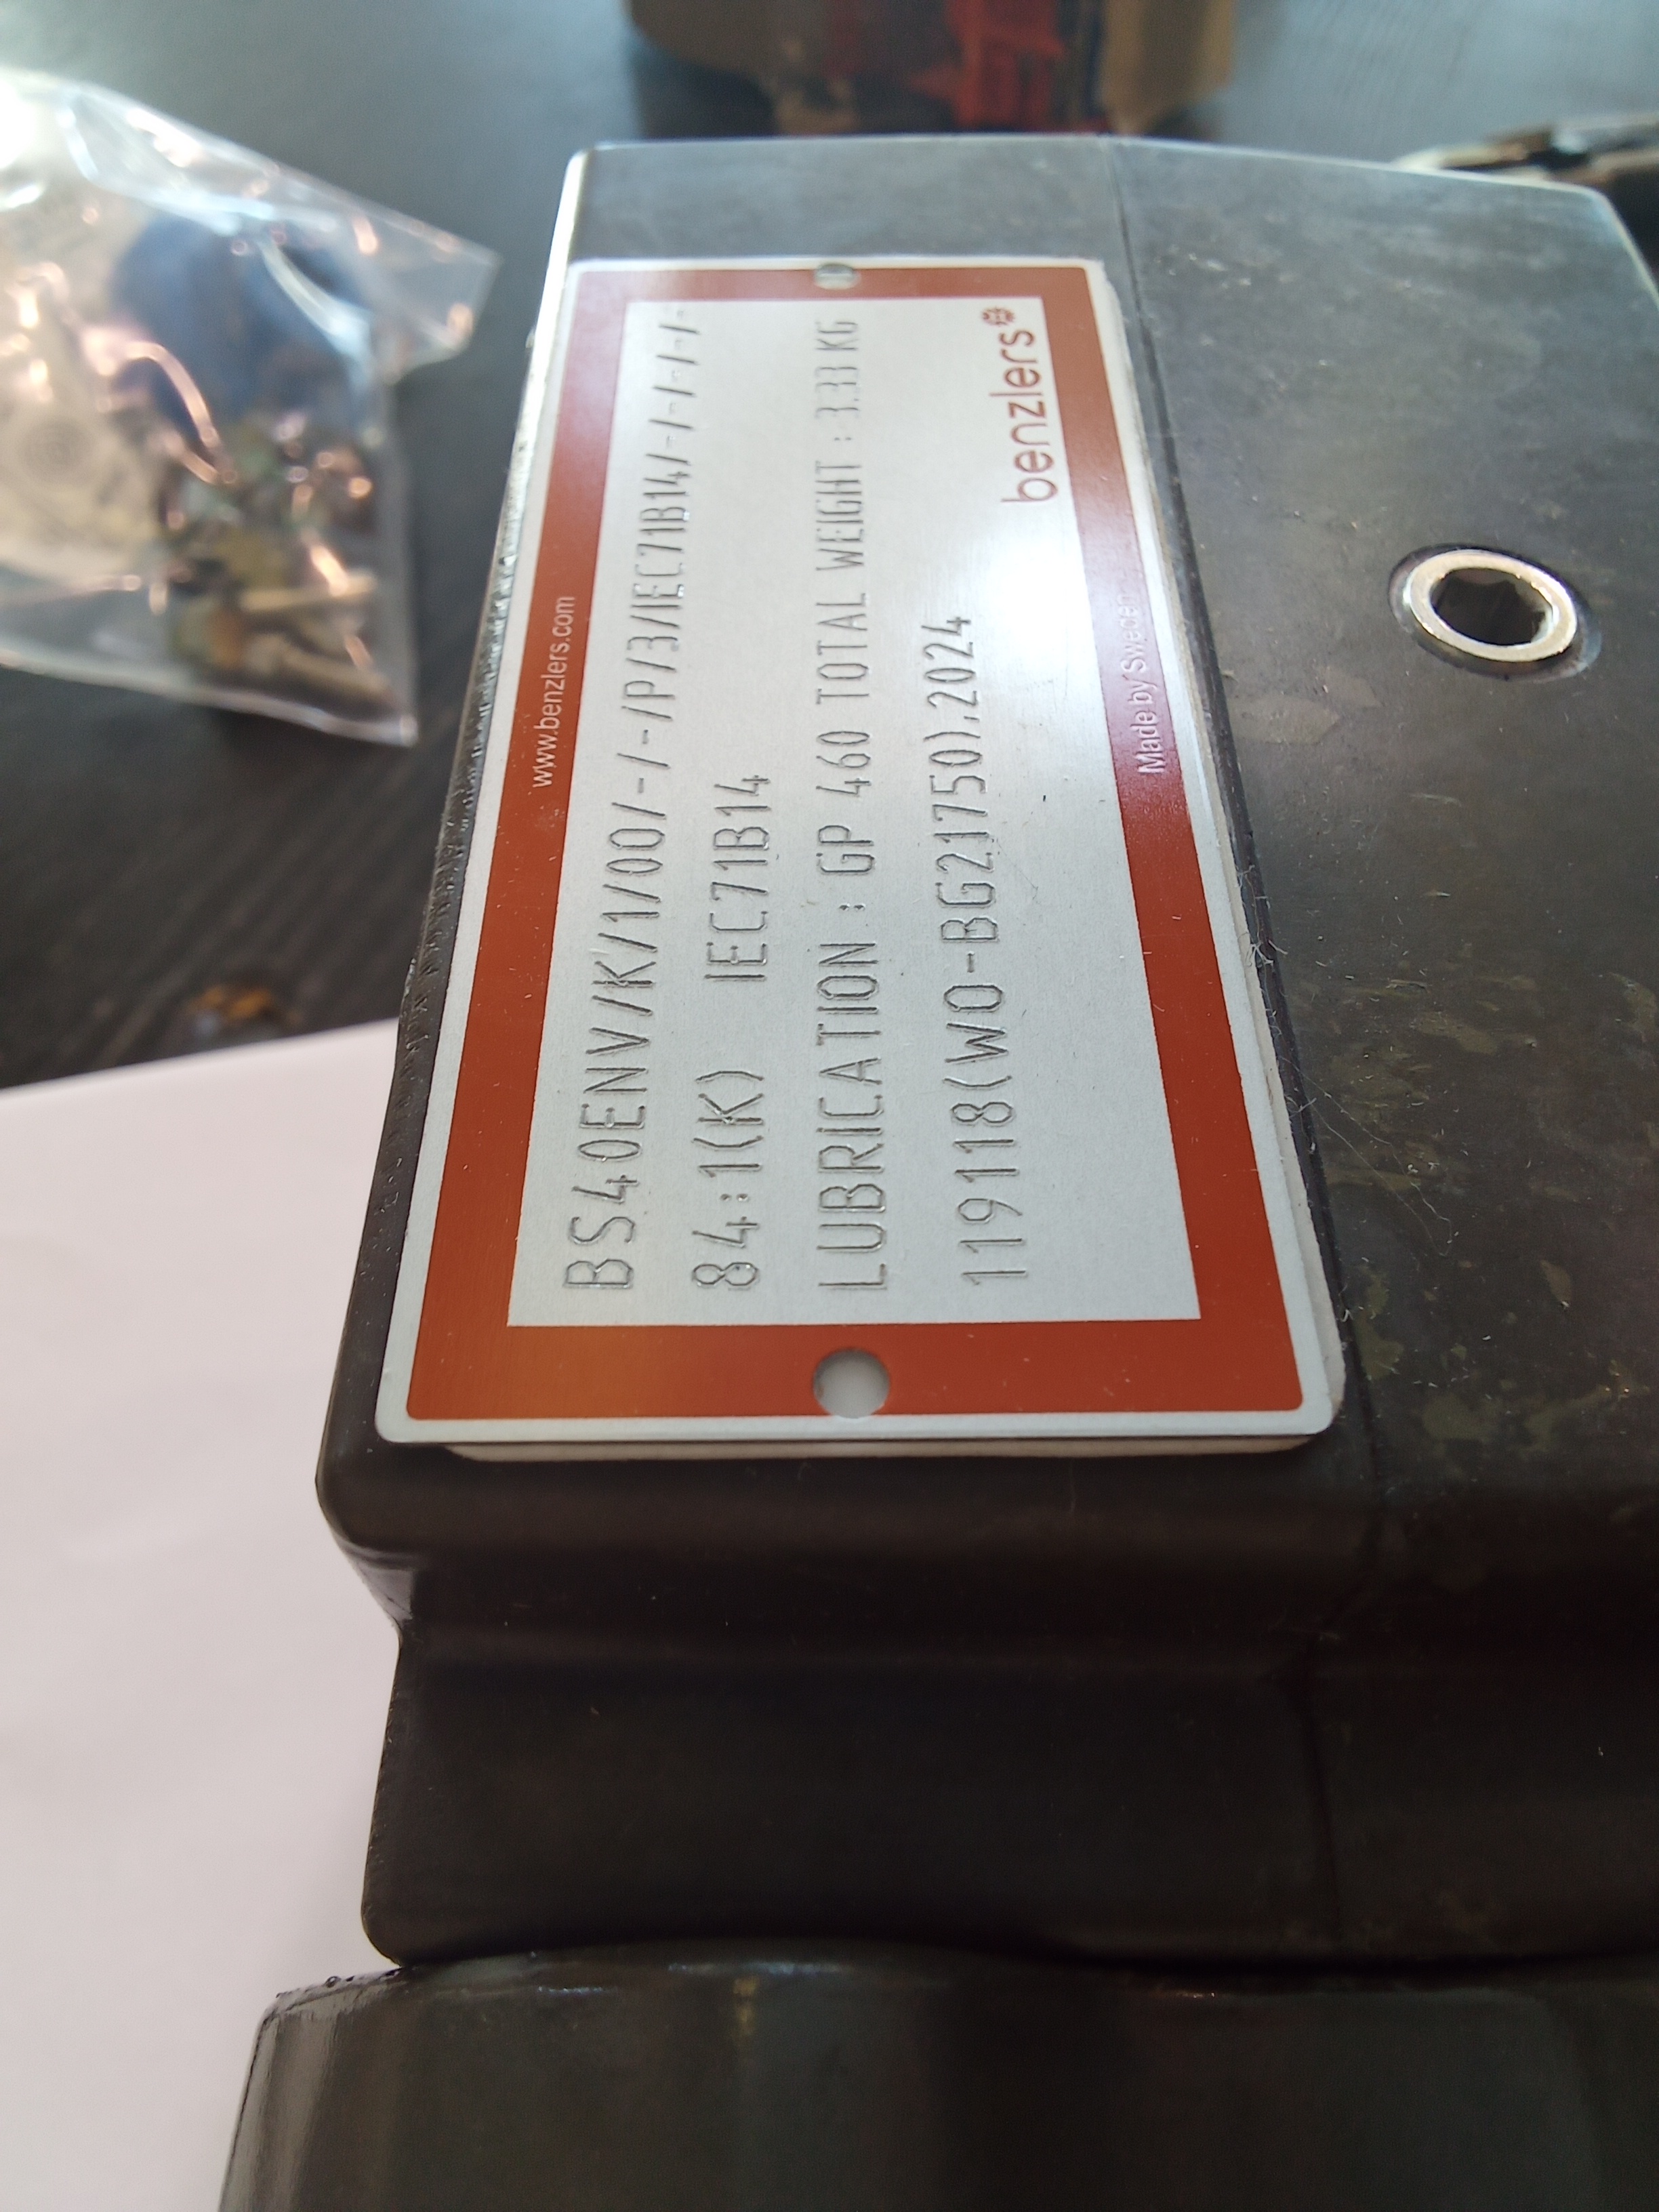 www.benzlers.com
BS40ENV/K/1/00/-/-/P/3/IEC71B14/-/-/-/-/-
84:1(K) IEC71B14
LUBRICATION : GP 460 TOTAL WEIGHT : 3.33 KG
119118(WO-BG21750),2024
benzlers
Made by Sweden